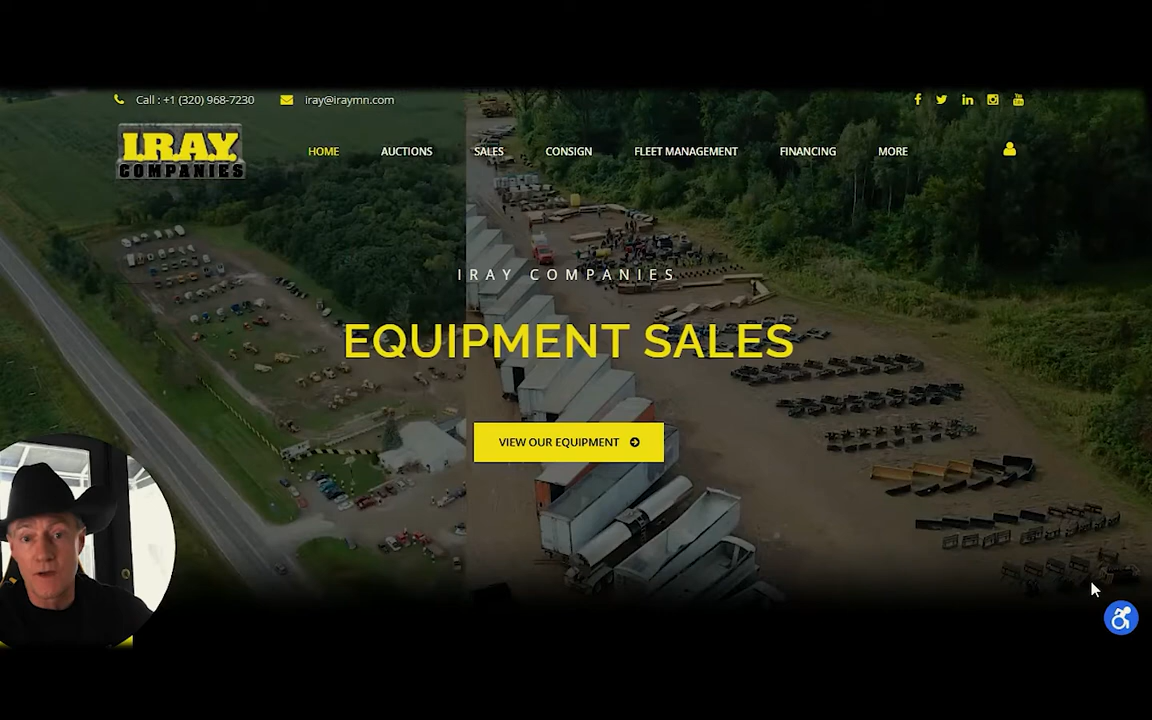 Call : +1 (320) 968-7230
iray@iraymn.com
I.RAY.
COMPANIES
HOME
AUCTIONS
SALES
CONSIGN
FLEET MANAGEMENT
FINANCING
MORE
IRAY COMPANIES
EQUIPMENT SALES
VIEW OUR EQUIPMENT